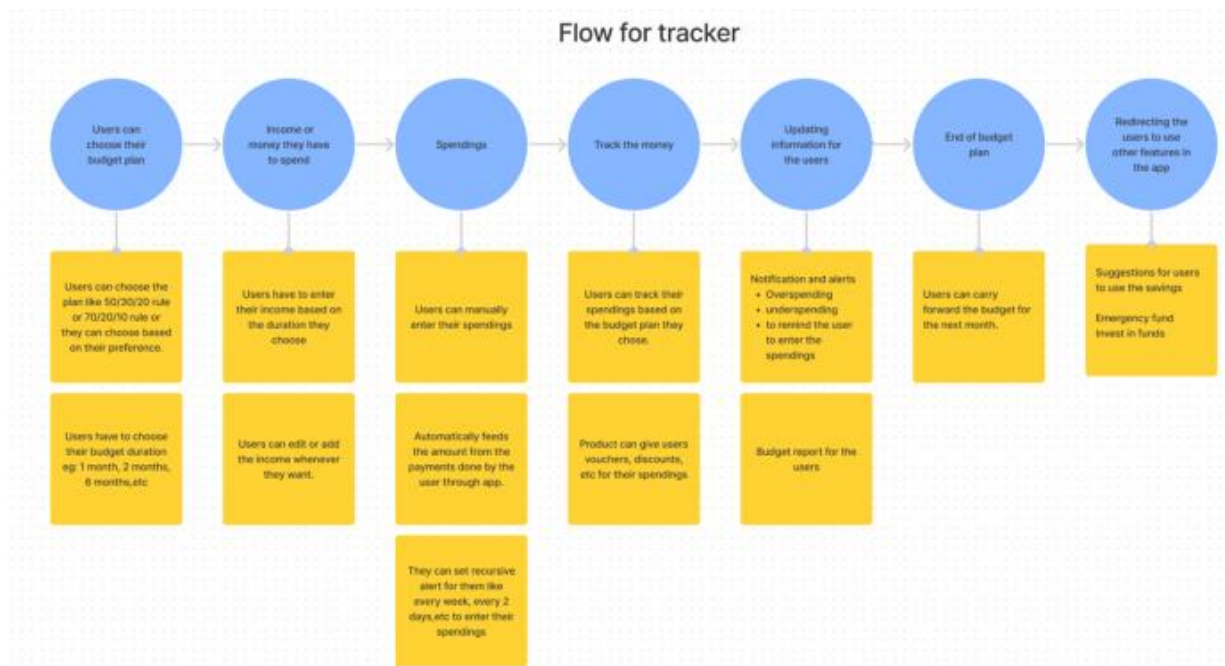 Flow for tracker
Users can
choose their
budget plan
Income or
money they have
to spend
Spendings
Track the money
Updating
information for
the users
End of budget
plan
Redirecting the
users to use
other features in
the app
Users can choose the
plan like 50/30/20 rule
or 70/20/10 rule or
they can choose based
on their preference.
Users have to enter
their income based on
the duration they
choose
Users can manually
enter their spendings
Users can track their
spendings based on
the budget plan they
chose.
Notification and alerts
• Overspending
• underspending
• to remind the user
to enter the
spendings
Users can carry
forward the budget for
the next month.
Suggestions for users
to use the savings
Emergency fund
Invest in funds
Users have to choose
their budget duration
eg: 1 month, 2 months,
6 months,etc
Users can edit or add
the income whenever
they want.
Automatically feeds
the amount from the
payments done by the
user through app.
Product can give users
vouchers, discounts,
etc for their spendings
Budget report for the
users
They can set recursive
alert for them like
every week, every 2
days,etc to enter their
spendings